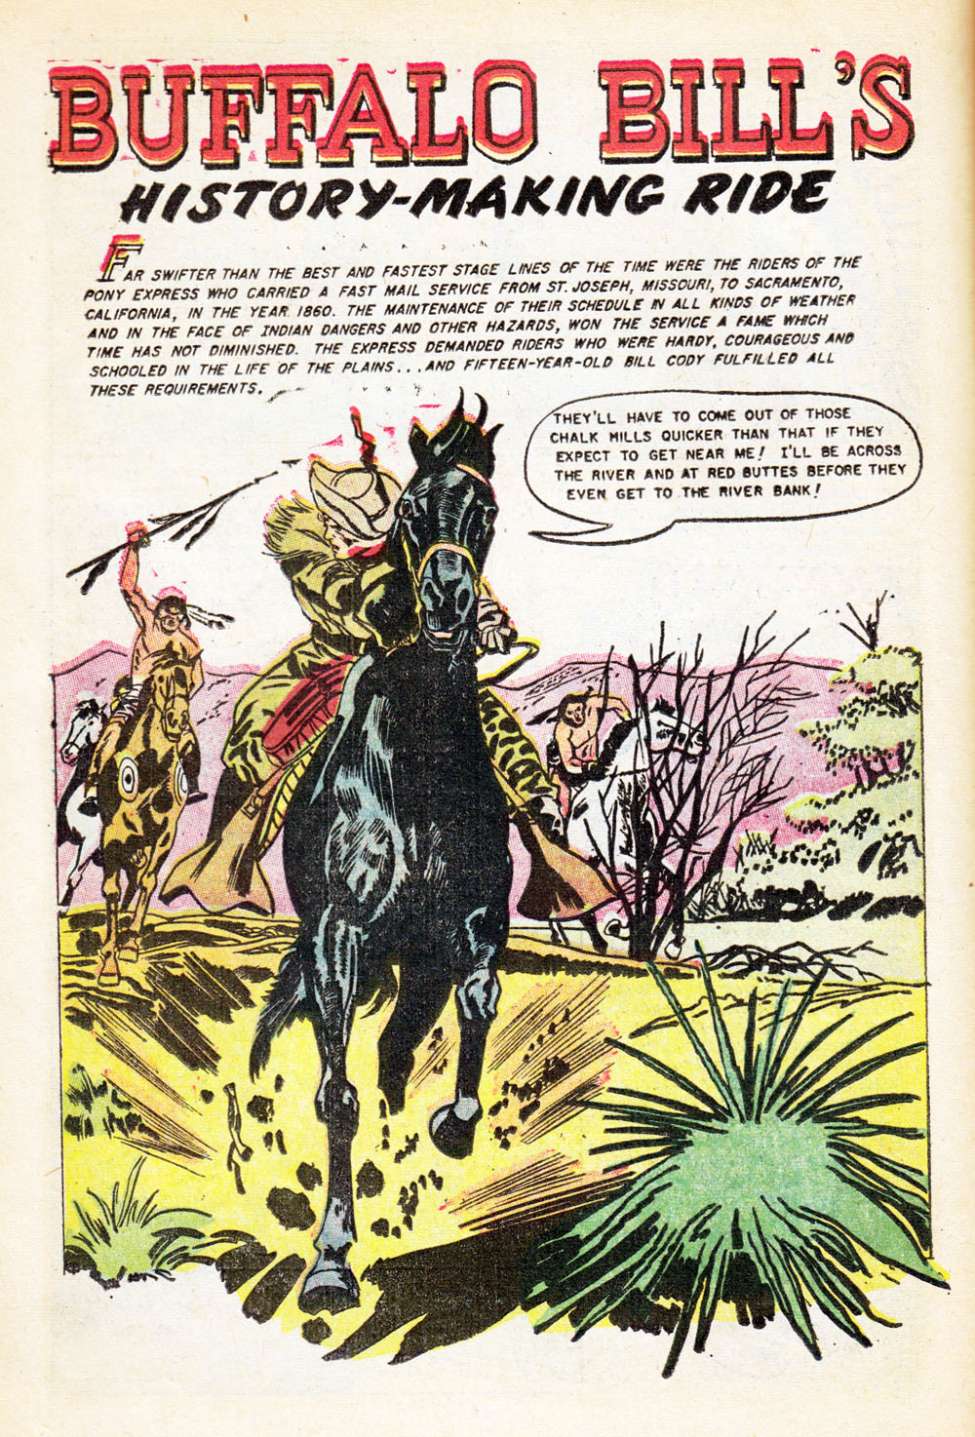 BUFFALO BILL'S
HISTORY-MAKING RIDE
FAR SWIFTER THAN THE BEST AND FASTEST STAGE LINES OF THE TIME WERE THE RIDERS OF THE
PONY EXPRESS WHO CARRIED A FAST MAIL SERVICE FROM ST. JOSEPH, MISSOURI, TO SACRAMENTO,
CALIFORNIA, IN THE YEAR 1860. THE MAINTENANCE OF THEIR SCHEDULE IN ALL KINDS OF WEATHER
AND IN THE FACE OF INDIAN DANGERS AND OTHER HAZARDS, WON THE SERVICE A FAME WHICH
TIME HAS NOT DIMINISHED. THE EXPRESS DEMANDED RIDERS WHO WERE HARDY, COURAGEOUS AND
SCHOOLED IN THE LIFE OF THE PLAINS...AND FIFTEEN-YEAR-OLD BILL CODY FULFILLED ALL
THESE REQUIREMENTS.
THEY'LL HAVE TO COME OUT OF THOSE
CHALK HILLS QUICKER THAN THAT IF THEY
EXPECT TO GET NEAR ME! I'LL BE ACROSS
THE RIVER AND AT RED BUTTES BEFORE THEY
EVEN GET TO THE RIVER BANK!